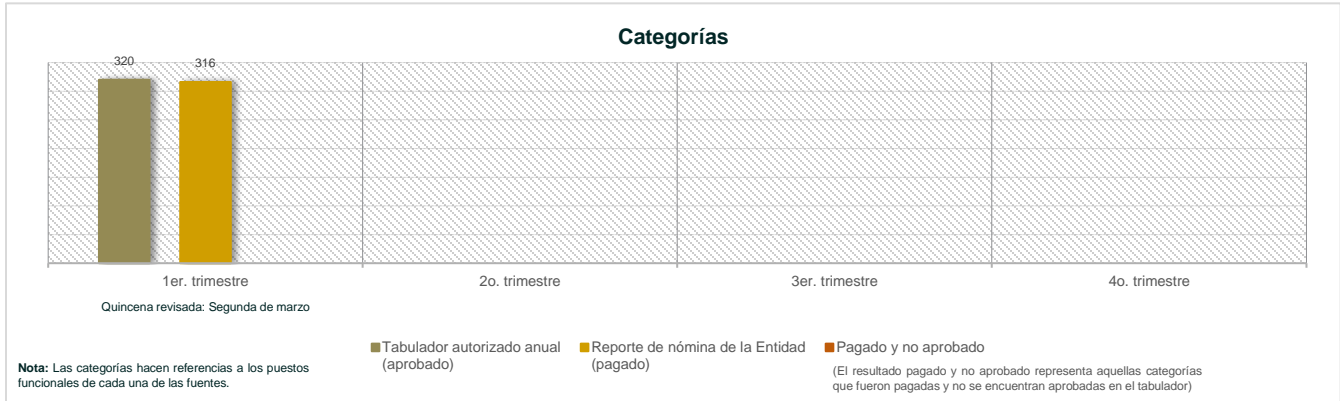 Categorías
320
316
1er. trimestre
2o. trimestre
3er. trimestre
4o. trimestre
Quincena revisada: Segunda de marzo
Tabulador autorizado anual
(aprobado)
Reporte de nómina de la Entidad
(pagado)
Pagado y no aprobado
(El resultado pagado y no aprobado representa aquellas categorías
que fueron pagadas y no se encuentran aprobadas en el tabulador)
Nota: Las categorías hacen referencias a los puestos
funcionales de cada una de las fuentes.